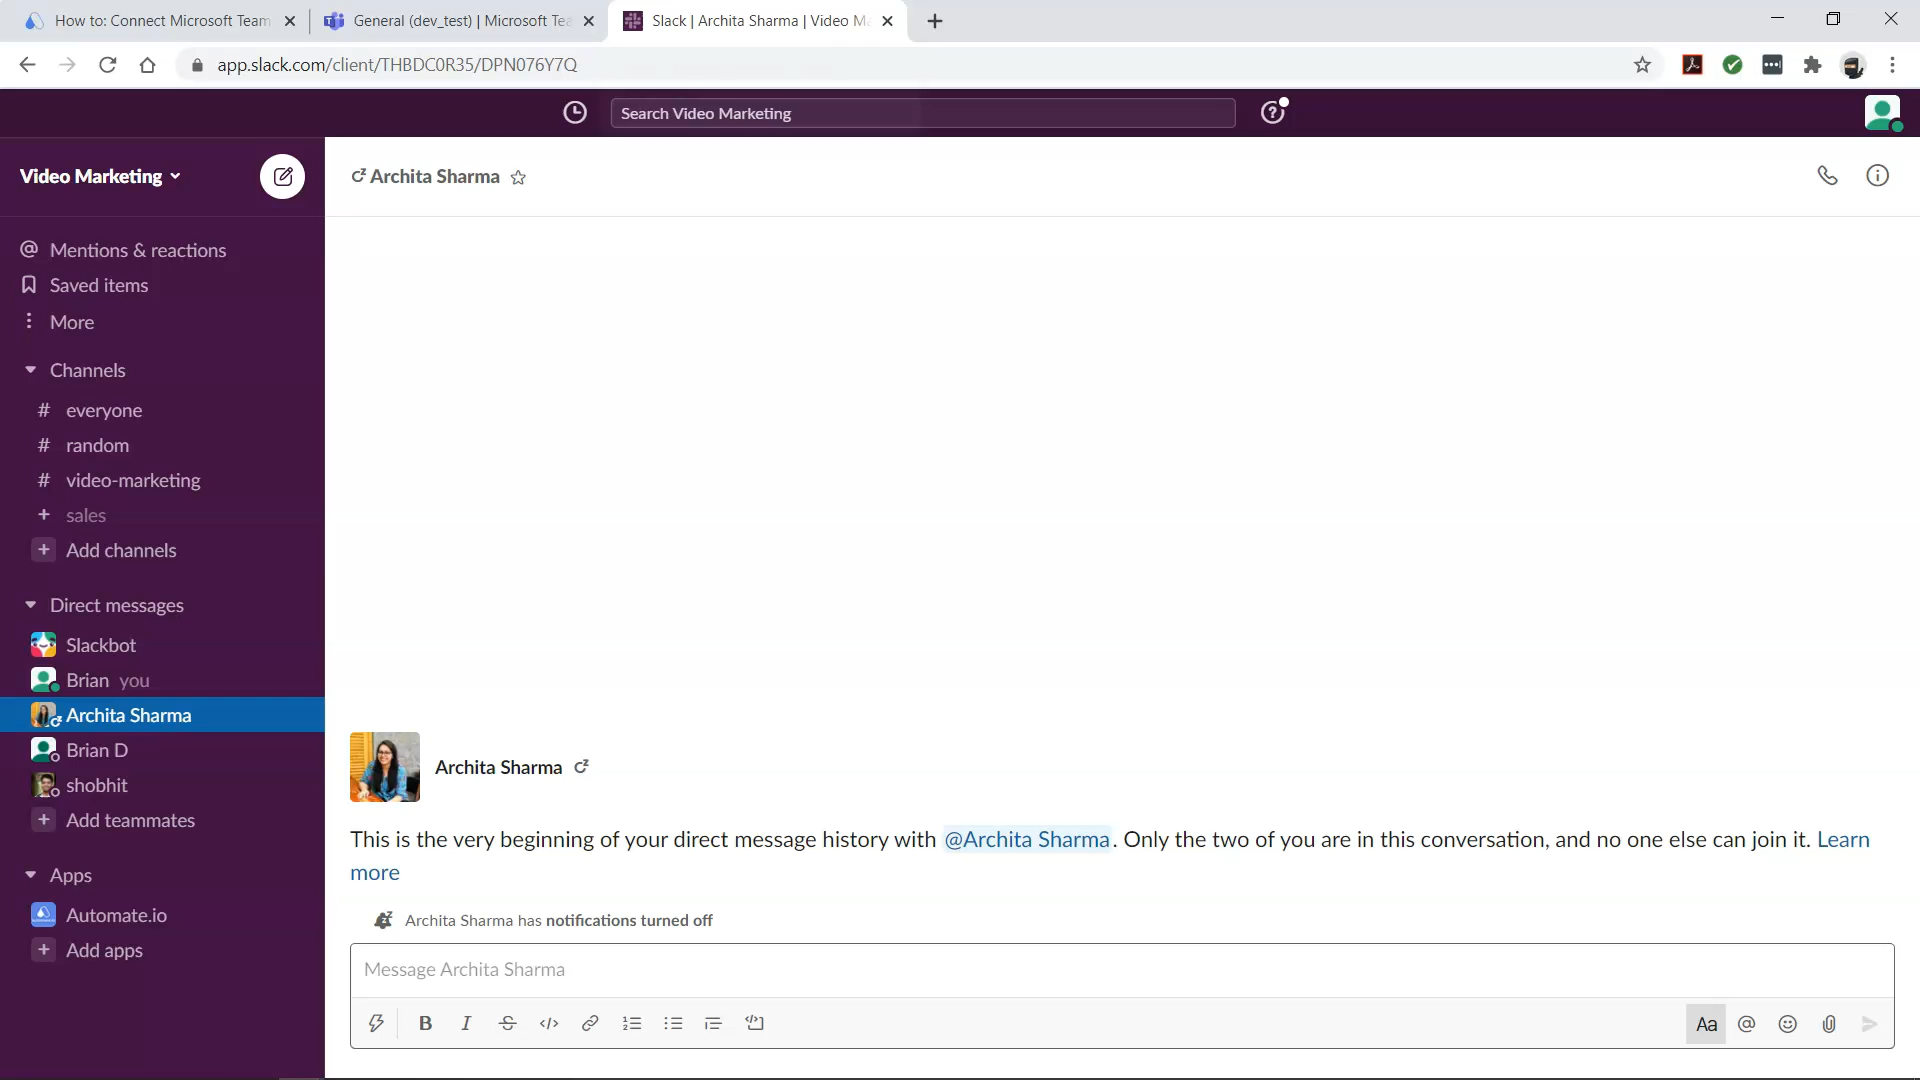 How to: Connect Microsoft Team
General (dev_test) | Microsoft Tea
Slack | Archita Sharma | Video Ma
app.slack.com/client/THBDC0R35/DPN076Y7Q
Search Video Marketing
Video Marketing
Archita Sharma
@ Mentions & reactions
Saved items
More
Channels
# everyone
# random
# video-marketing
+ sales
+ Add channels
Direct messages
Slackbot
Brian you
Archita Sharma
Brian D
shobhit
+ Add teammates
Apps
Automate.io
+ Add apps
Archita Sharma
This is the very beginning of your direct message history with @Archita Sharma. Only the two of you are in this conversation, and no one else can join it. Learn
more
Archita Sharma has notifications turned off
Message Archita Sharma
B I S </> Aa @